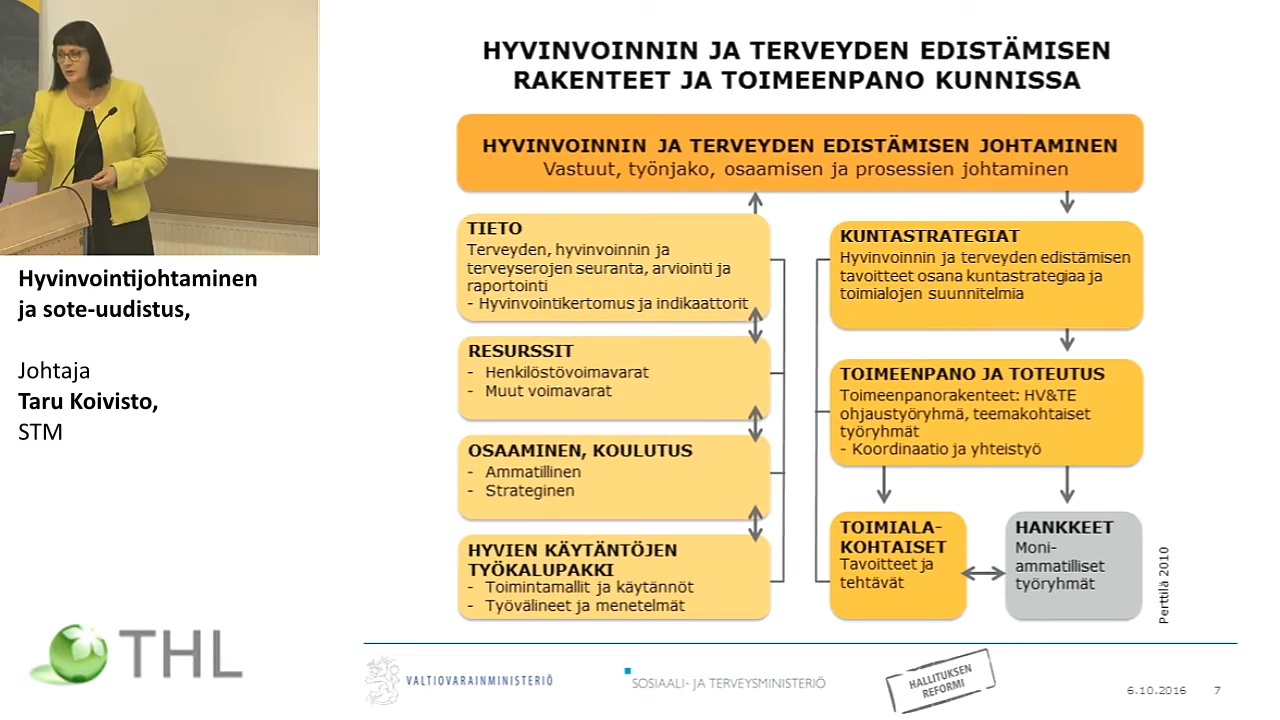 HYVINVOINNIN JA TERVEYDEN EDISTÄMISEN
RAKENTEET JA TOIMEENPANO KUNNISSA
HYVINVOINNIN JA TERVEYDEN EDISTÄMISEN JOHTAMINEN
Vastuut, työnjako, osaamisen ja prosessien johtaminen
TIETO
Terveyden, hyvinvoinnin ja
terveyserojen seuranta, arviointi ja
raportointi
- Hyvinvointikertomus ja indikaattorit
RESURSSIT
- Henkilöstövoimavarat
- Muut voimavarat
OSAAMINEN, KOULUTUS
- Ammatillinen
- Strateginen
HYVIEN KÄYTÄNTÖJEN
TYÖKALUPAKKI
- Toimintamallit ja käytännöt
- Työvälineet ja menetelmät
KUNTASTRATEGIAT
Hyvinvoinnin ja terveyden edistämisen
tavoitteet osana kuntastrategiaa ja
toimialojen suunnitelmia
TOIMEENPANO JA TOTEUTUS
Toimeenpanorakenteet: HV&TE
ohjaustyöryhmä, teemakohtaiset
työryhmät
- Koordinaatio ja yhteistyö
TOIMIALA-
KOHTAISET
Tavoitteet ja
tehtävät
HANKKEET
Moni-
ammatilliset
työryhmät
Perttilä 2010
Hyvinvointijohtaminen
ja sote-uudistus,
Johtaja
Taru Koivisto,
STM
THL
VALTIOVARAINMINISTERIÖ
SOSIAALI- JA TERVEYSMINISTERIÖ
HALLITUKSEN
REFORMI
6.10.2016 7